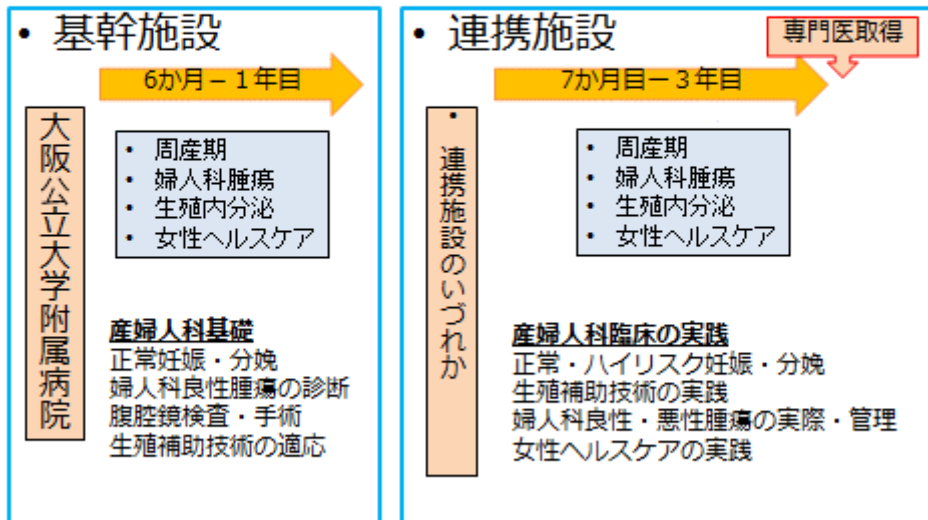 • 基幹施設
6か月－１年目
大阪公立大学附属病院
• 周産期
• 婦人科腫瘍
• 生殖内分泌
• 女性ヘルスケア
産婦人科基礎
正常妊娠・分娩
婦人科良性腫瘍の診断
腹腔鏡検査・手術
生殖補助技術の適応
• 連携施設
専門医取得
7か月目ー３年目
• 連携施設のいづれか
• 周産期
• 婦人科腫瘍
• 生殖内分泌
• 女性ヘルスケア
産婦人科臨床の実践
正常・ハイリスク妊娠・分娩
生殖補助技術の実践
婦人科良性・悪性腫瘍の実際・管理
女性ヘルスケアの実践